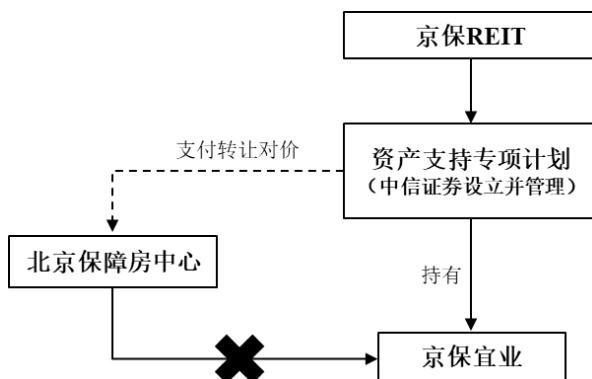 京保REIT
支付转让对价
资产支持专项计划
（中信证券设立并管理）
北京保障房中心
持有
京保宜业